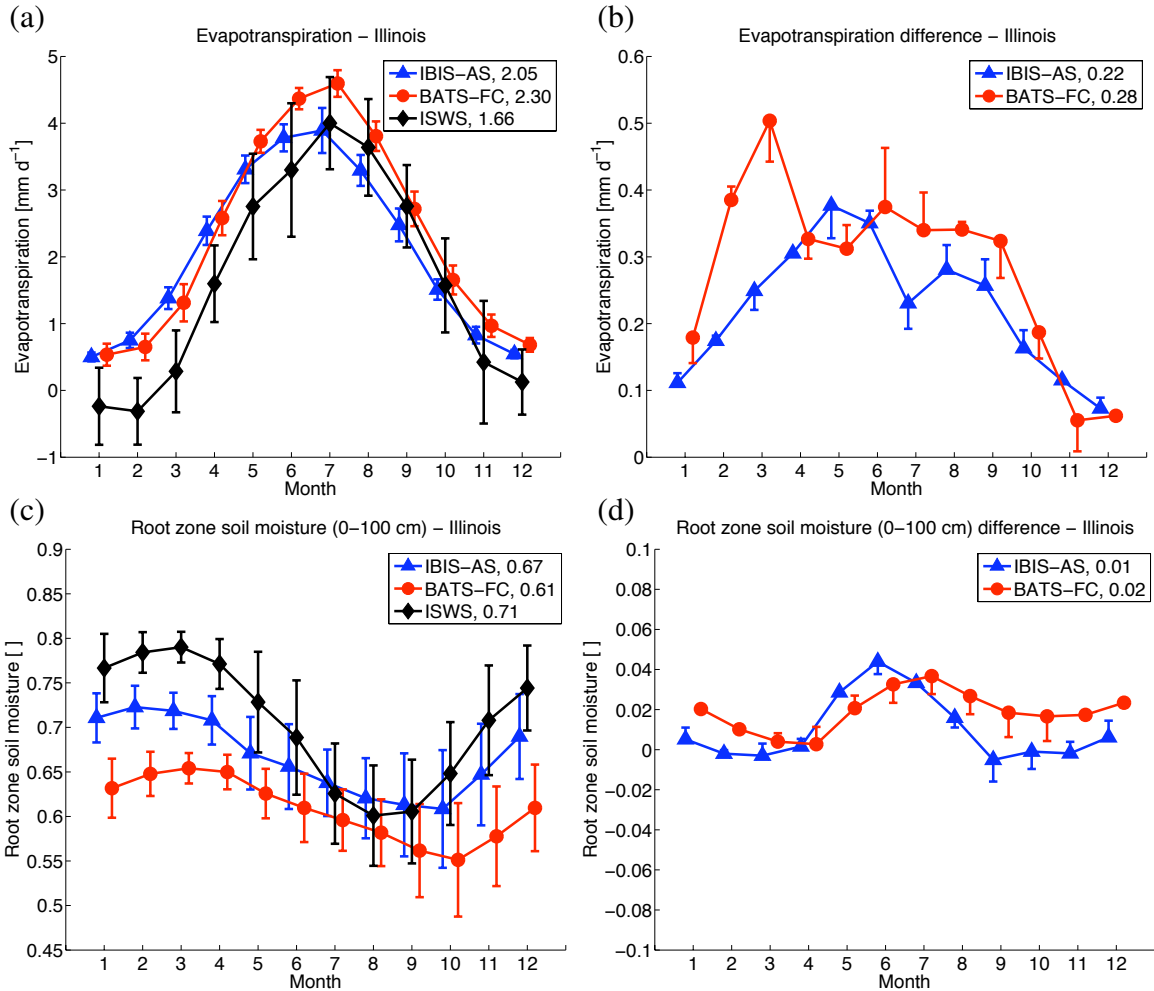 (a)
Evapotranspiration − Illinois
IBIS−AS, 2.05
BATS−FC, 2.30
ISWS, 1.66
Evapotranspiration [mm d−1]
5
4
3
2
1
0
−1
1 2 3 4 5 6 7 8 9 10 11 12
Month
(b)
Evapotranspiration difference − Illinois
IBIS−AS, 0.22
BATS−FC, 0.28
Evapotranspiration [mm d−1]
0.6
0.5
0.4
0.3
0.2
0.1
0
1 2 3 4 5 6 7 8 9 10 11 12
Month
(c)
Root zone soil moisture (0−100 cm) − Illinois
IBIS−AS, 0.67
BATS−FC, 0.61
ISWS, 0.71
Root zone soil moisture [ ]
0.9
0.85
0.8
0.75
0.7
0.65
0.6
0.55
0.5
0.45
1 2 3 4 5 6 7 8 9 10 11 12
Month
(d)
Root zone soil moisture (0−100 cm) difference − Illinois
IBIS−AS, 0.01
BATS−FC, 0.02
Root zone soil moisture [ ]
0.1
0.08
0.06
0.04
0.02
0
−0.02
−0.04
−0.06
−0.08
−0.1
1 2 3 4 5 6 7 8 9 10 11 12
Month